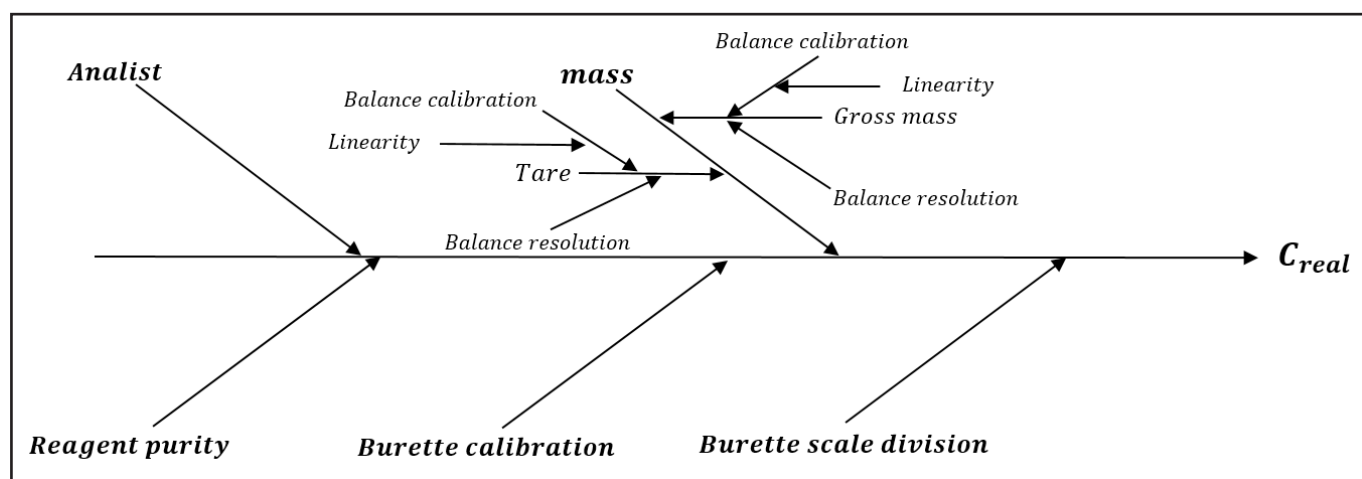 Balance calibration
Analist
mass
Linearity
Balance calibration
Gross mass
Linearity
Tare
Balance resolution
Balance resolution
C_real
Reagent purity
Burette calibration
Burette scale division